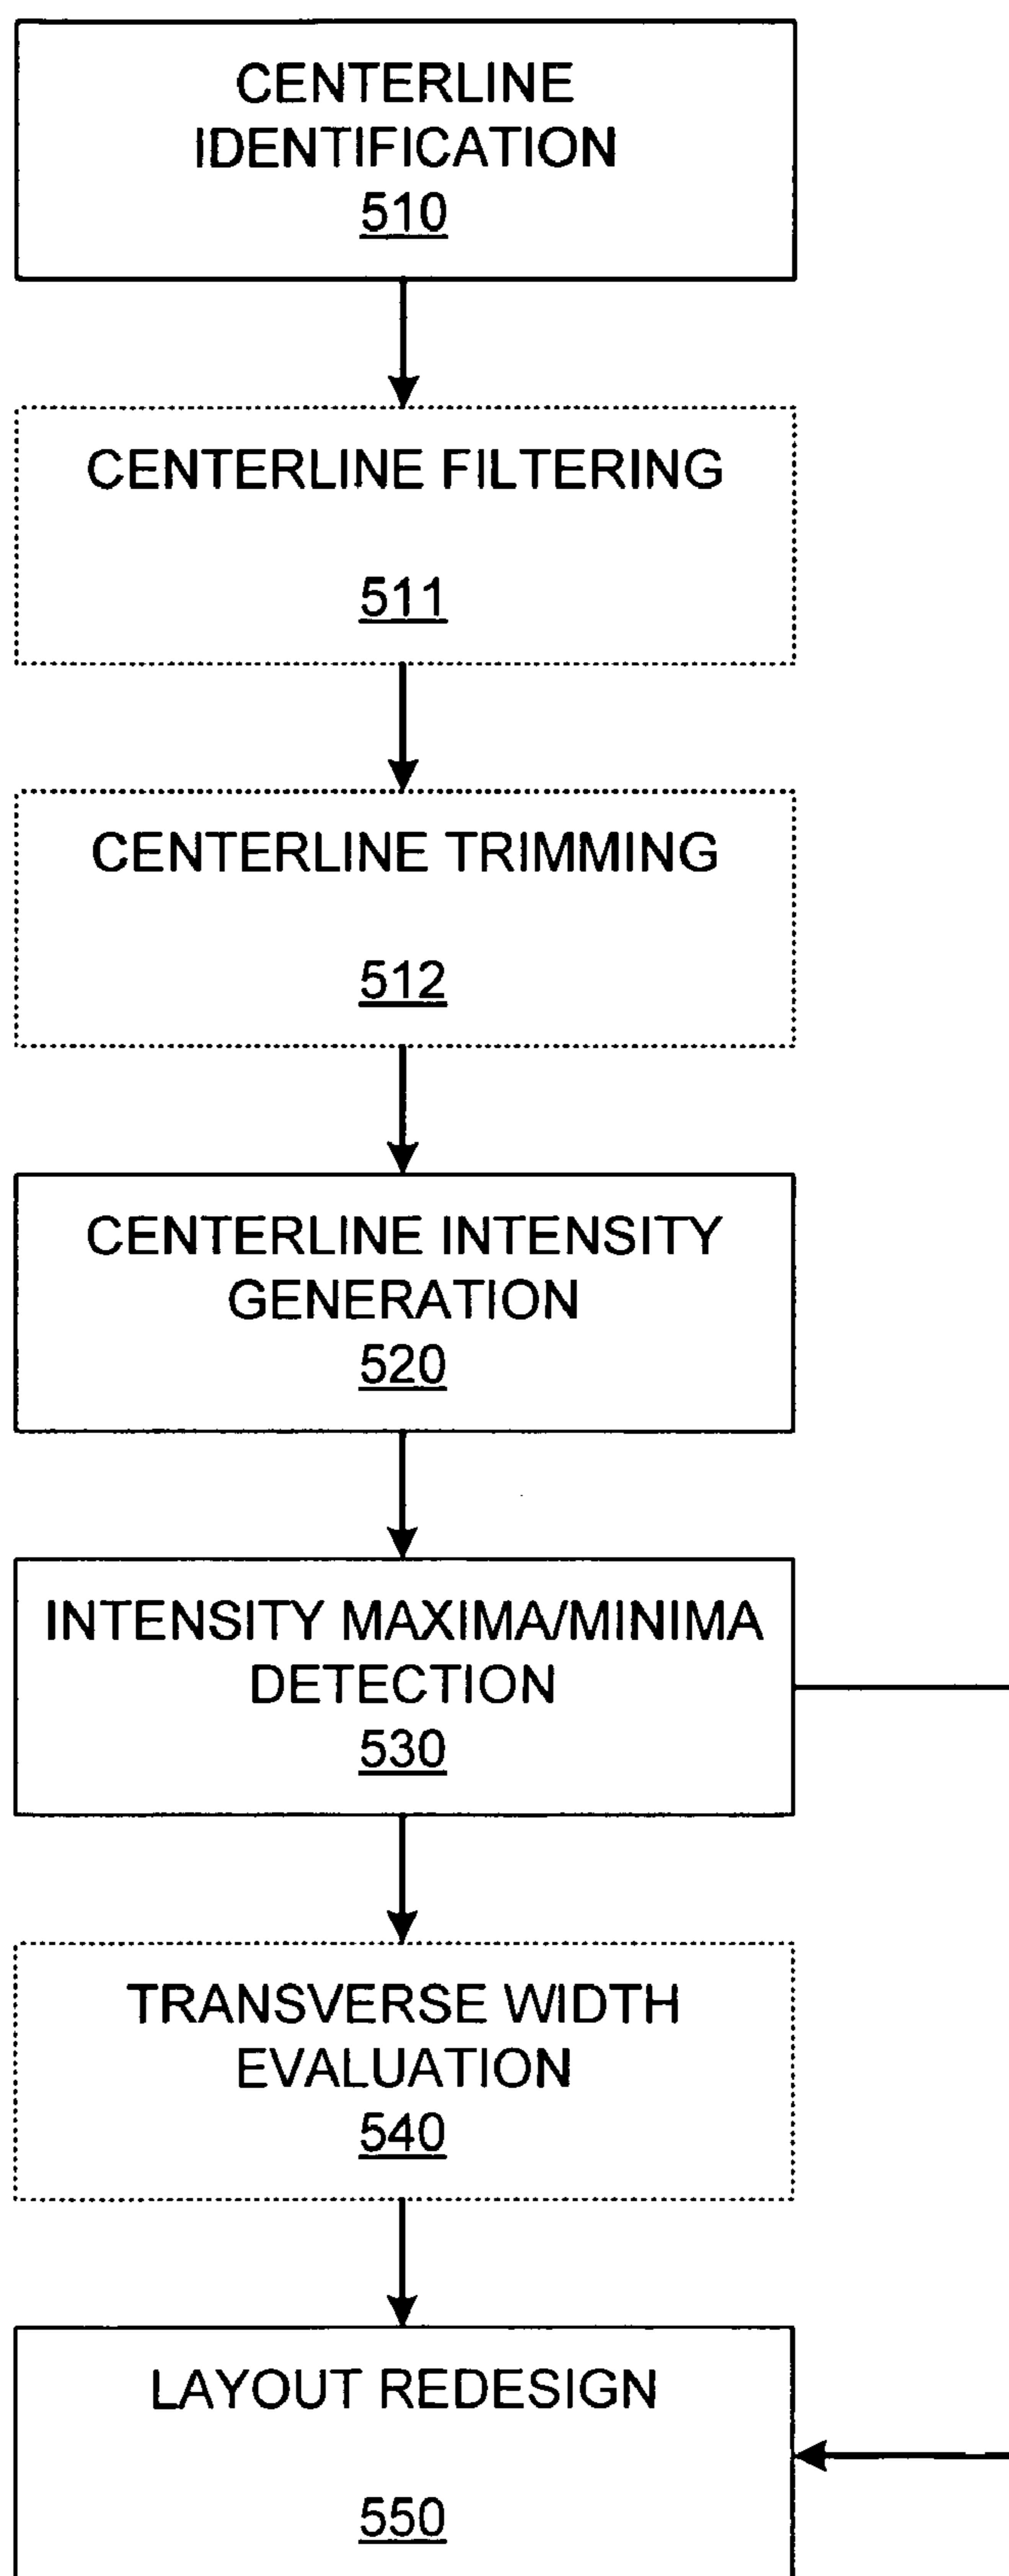 CENTERLINE
IDENTIFICATION
510
CENTERLINE FILTERING
511
CENTERLINE TRIMMING
512
CENTERLINE INTENSITY
GENERATION
520
INTENSITY MAXIMA/MINIMA
DETECTION
530
TRANSVERSE WIDTH
EVALUATION
540
LAYOUT REDESIGN
550